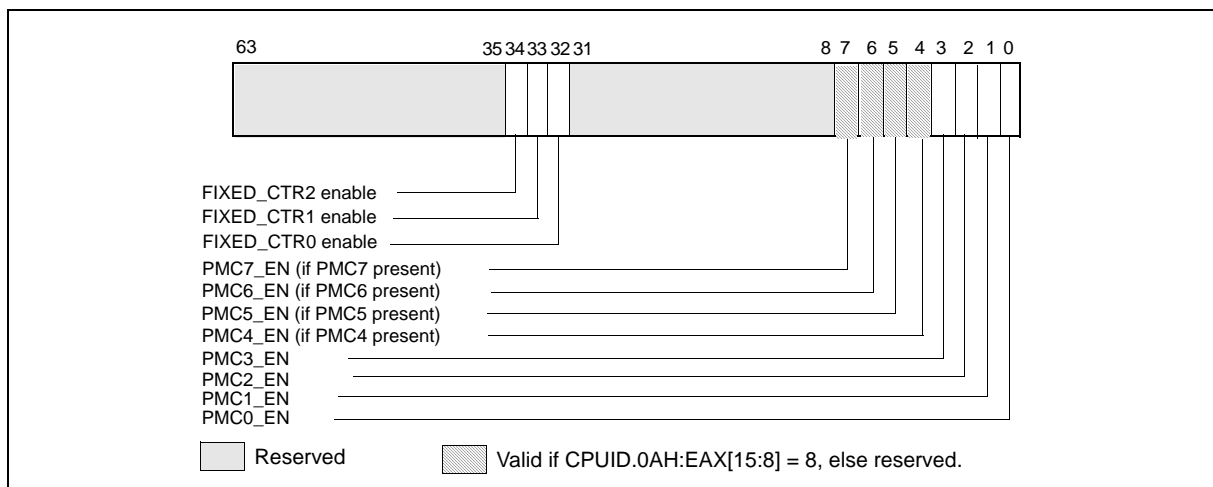 63 35 34 33 32 31 8 7 6 5 4 3 2 1 0
FIXED_CTR2 enable
FIXED_CTR1 enable
FIXED_CTR0 enable
PMC7_EN (if PMC7 present)
PMC6_EN (if PMC6 present)
PMC5_EN (if PMC5 present)
PMC4_EN (if PMC4 present)
PMC3_EN
PMC2_EN
PMC1_EN
PMC0_EN
Reserved Valid if CPUID.0AH:EAX[15:8] = 8, else reserved.